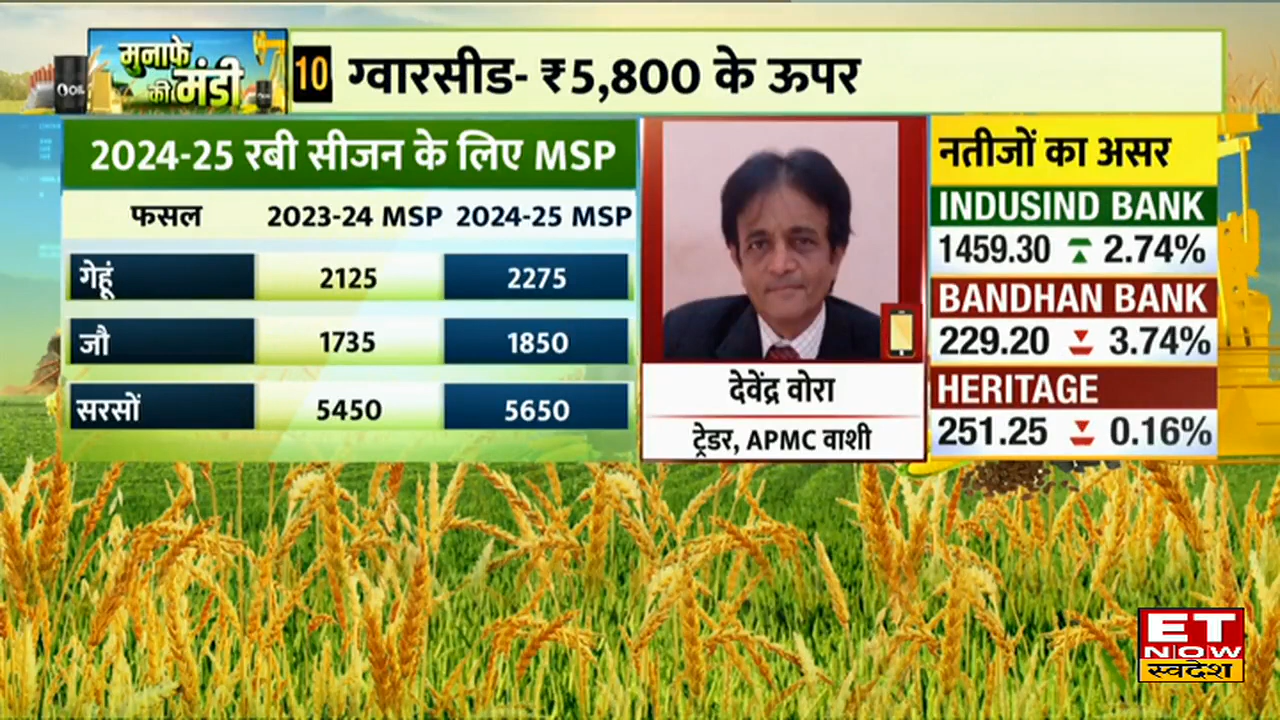 मुनाफे
की मंडी
OIL
10 ग्वारसीड- ₹5,800 के ऊपर
2024-25 रबी सीजन के लिए MSP
फसल 2023-24 MSP 2024-25 MSP
गेहूं 2125 2275
जौ 1735 1850
सरसों 5450 5650
देवेंद्र वोरा
ट्रेडर, APMC वाशी
नतीजों का असर
INDUSIND BANK
1459.30 2.74%
BANDHAN BANK
229.20 3.74%
HERITAGE
251.25 0.16%
ET
NOW
स्वदेश